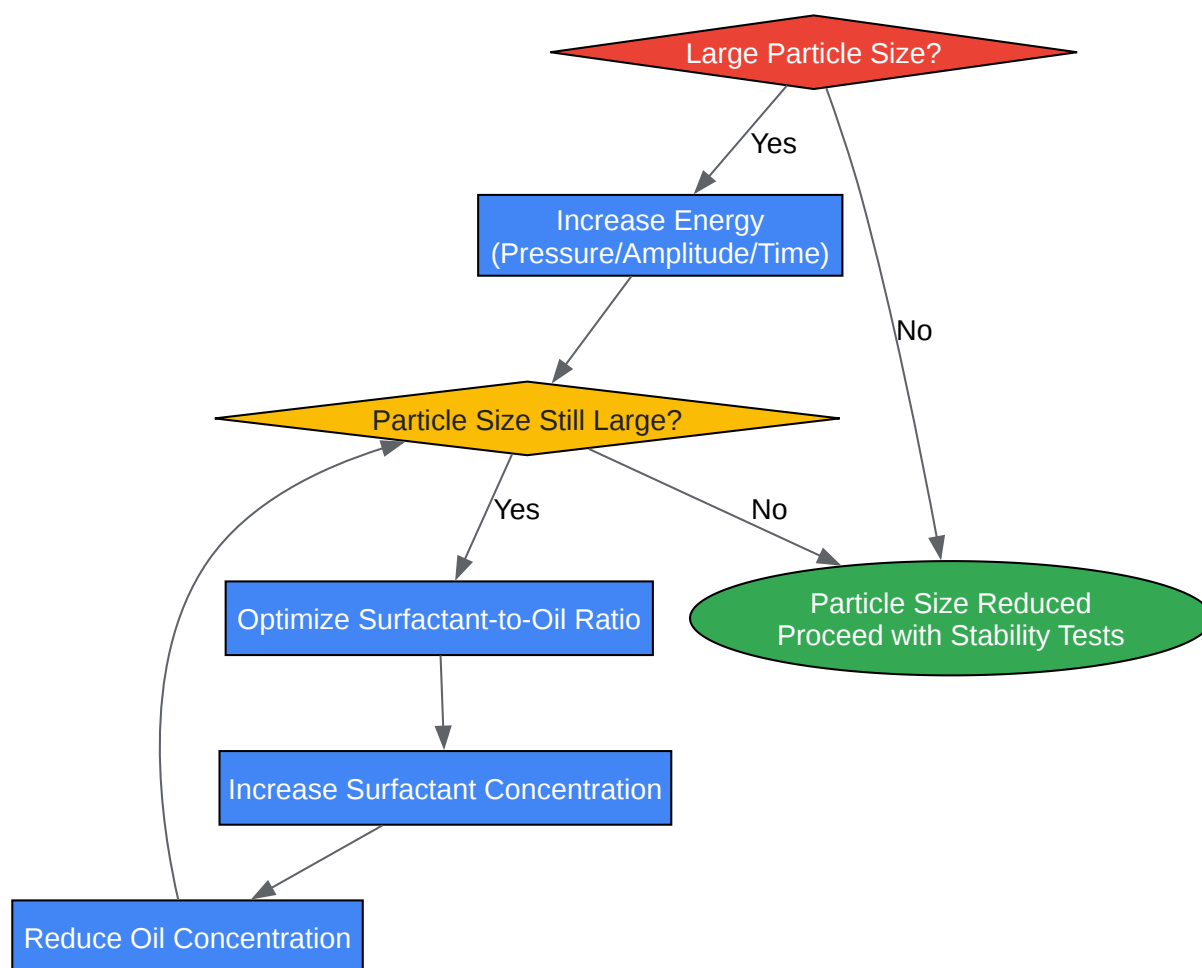 Large Particle Size?
Yes
Increase Energy
(Pressure/Amplitude/Time)
No
Particle Size Still Large?
Yes
No
Particle Size Reduced
Proceed with Stability Tests
Optimize Surfactant-to-Oil Ratio
Increase Surfactant Concentration
Reduce Oil Concentration